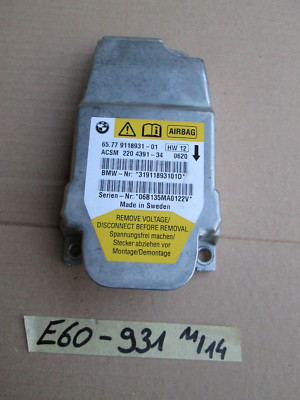 BMW
AIRBAG
65.77 9118931-01 HW 12
ACSM 220 4391-34 0620
BMW-Nr: *31911893101D*
Serien-Nr: *06B135MA0122V*
Made in Sweden
REMOVE VOLTAGE/
DISCONNECT BEFORE REMOVAL
Spannungsfrei machen/
Stecker abziehen vor
Montage/Demontage
E60-931 M/14